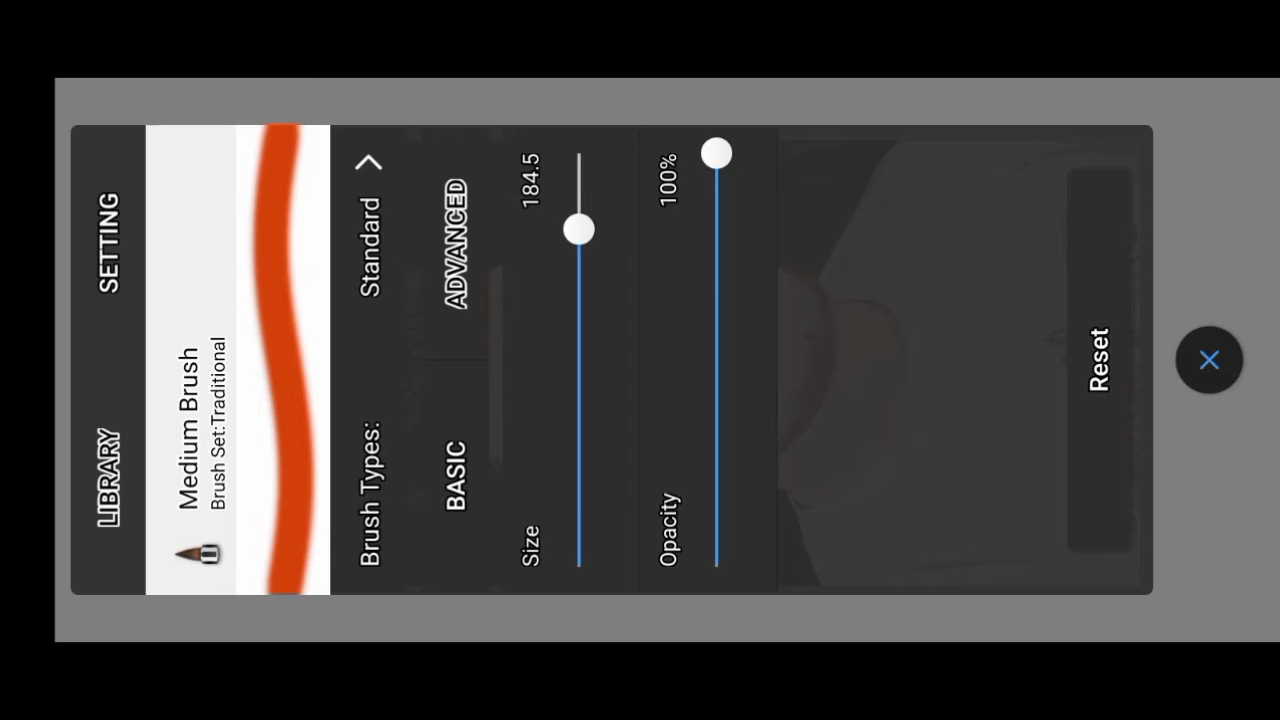 LIBRARY SETTING
Medium Brush
Brush Set:Traditional
Brush Types: Standard
BASIC ADVANCED
Size 184.5
Opacity 100%
Reset